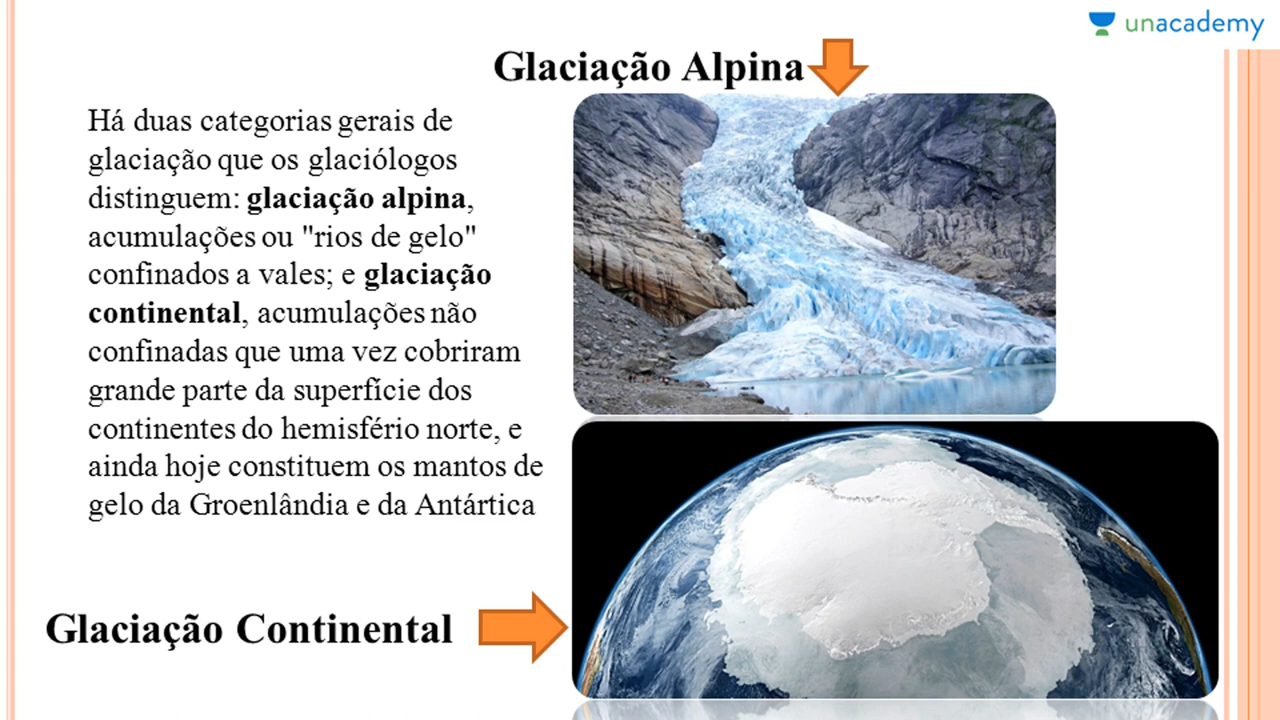 unacademy
Glaciação Alpina
Há duas categorias gerais de
glaciação que os glaciólogos
distinguem: glaciação alpina,
acumulações ou "rios de gelo"
confinados a vales; e glaciação
continental, acumulações não
confinadas que uma vez cobriram
grande parte da superfície dos
continentes do hemisfério norte, e
ainda hoje constituem os mantos de
gelo da Groenlândia e da Antártica
Glaciação Continental